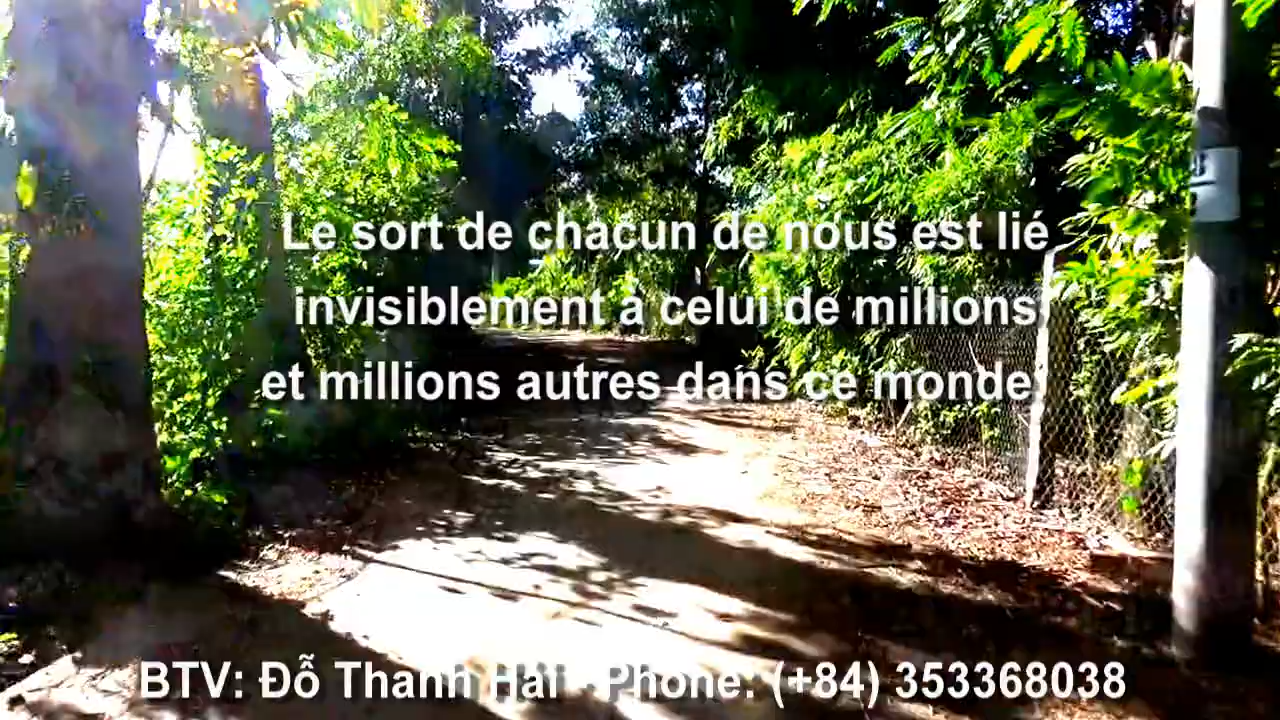 Le sort de chacun de nous est lié
invisiblement à celui de millions
et millions autres dans ce monde.
BTV: Đỗ Thanh Hải - Phone: (+84) 353368038